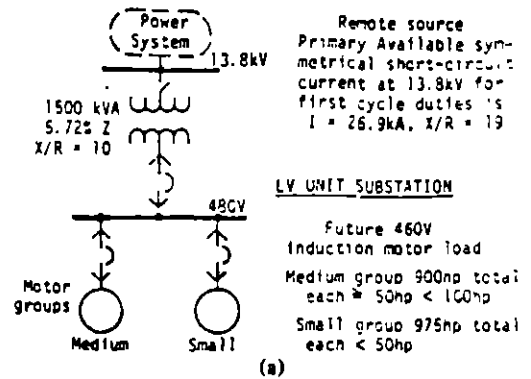 Power
System
13.8kV
1500 kVA
5.72% Z
X/R = 10
Remote source
Primary Available sym-
metrical short-circuit
current at 13.8kV for
first cycle duties is
I = 26.9kA, X/R = 19
LV UNIT SUBSTATION
480V
Future 460V
induction motor load
Medium group 900hp total
each 50hp < 100hp
Small group 975hp total
each < 50hp
Motor
groups
Medium
Small
(a)